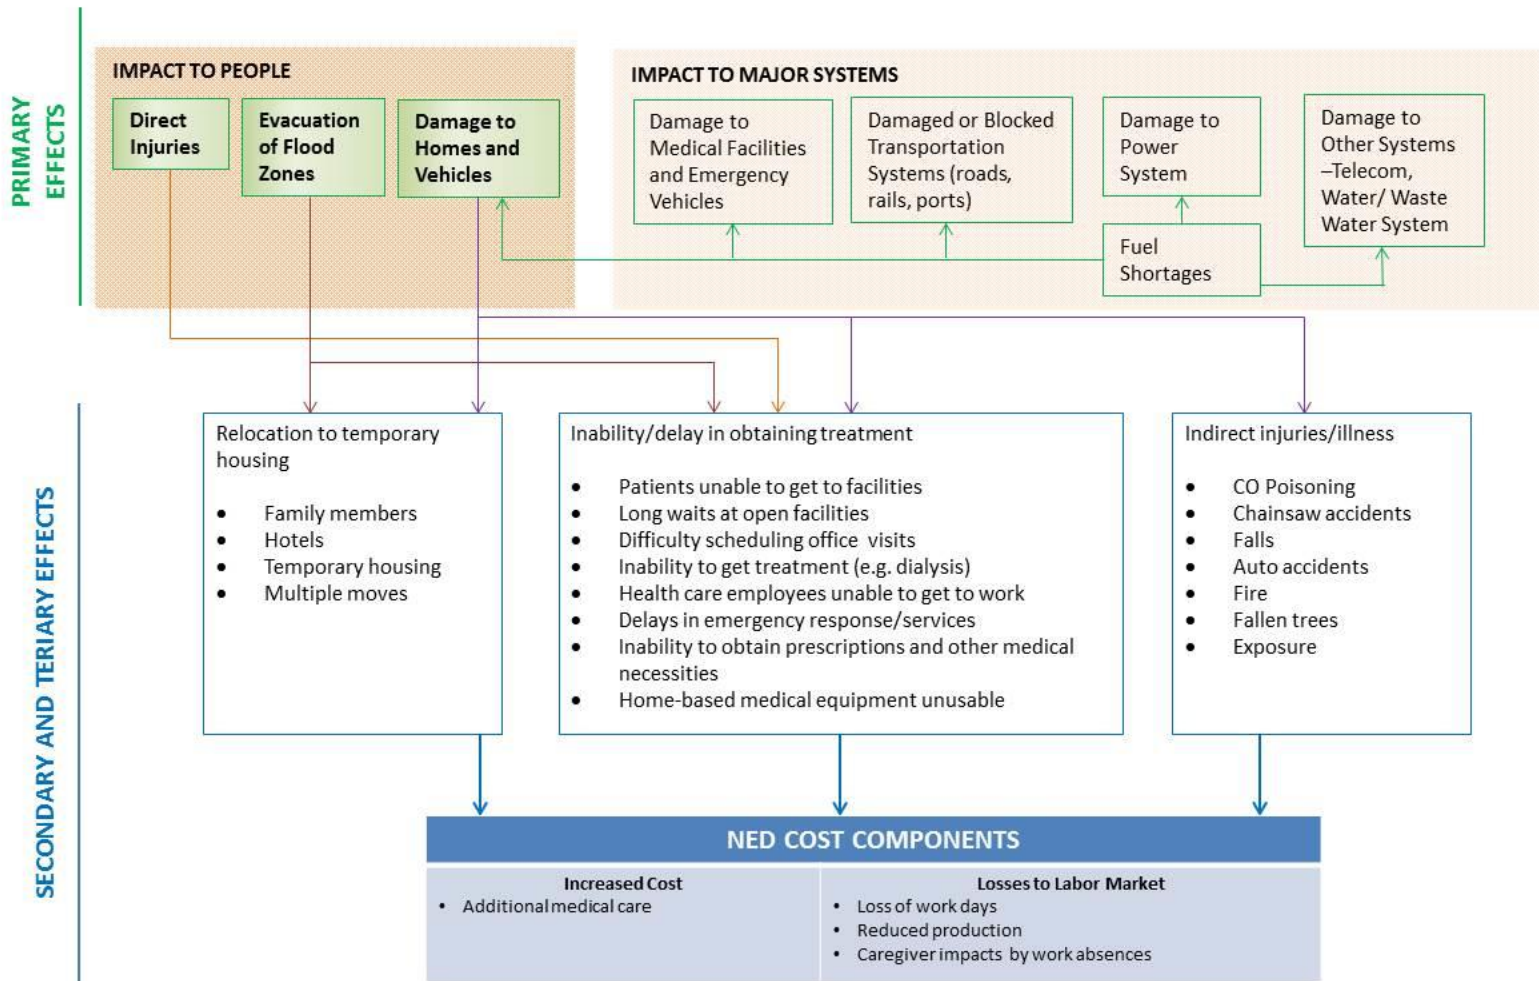 PRIMARY
EFFECTS
IMPACT TO PEOPLE
Direct
Injuries
Evacuation
of Flood
Zones
Damage to
Homes and
Vehicles
IMPACT TO MAJOR SYSTEMS
Damage to
Medical Facilities
and Emergency
Vehicles
Damaged or Blocked
Transportation
Systems (roads,
rails, ports)
Damage to
Power
System
Fuel
Shortages
Damage to
Other Systems
–Telecom,
Water/ Waste
Water System
SECONDARY AND TERIARY EFFECTS
Relocation to temporary
housing
• Family members
• Hotels
• Temporary housing
• Multiple moves
Inability/delay in obtaining treatment
• Patients unable to get to facilities
• Long waits at open facilities
• Difficulty scheduling office visits
• Inability to get treatment (e.g. dialysis)
• Health care employees unable to get to work
• Delays in emergency response/services
• Inability to obtain prescriptions and other medical
necessities
• Home-based medical equipment unusable
Indirect injuries/illness
• CO Poisoning
• Chainsaw accidents
• Falls
• Auto accidents
• Fire
• Fallen trees
• Exposure
NED COST COMPONENTS
Increased Cost
• Additional medical care
Losses to Labor Market
• Loss of work days
• Reduced production
• Caregiver impacts by work absences